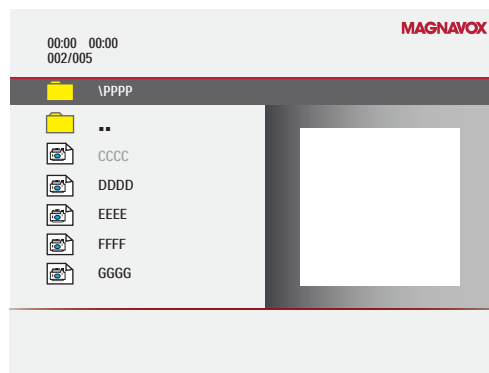 MAGNAVOX
00:00 00:00
002/005
\PPPP
..
CCCC
DDDD
EEEE
FFFF
GGGG